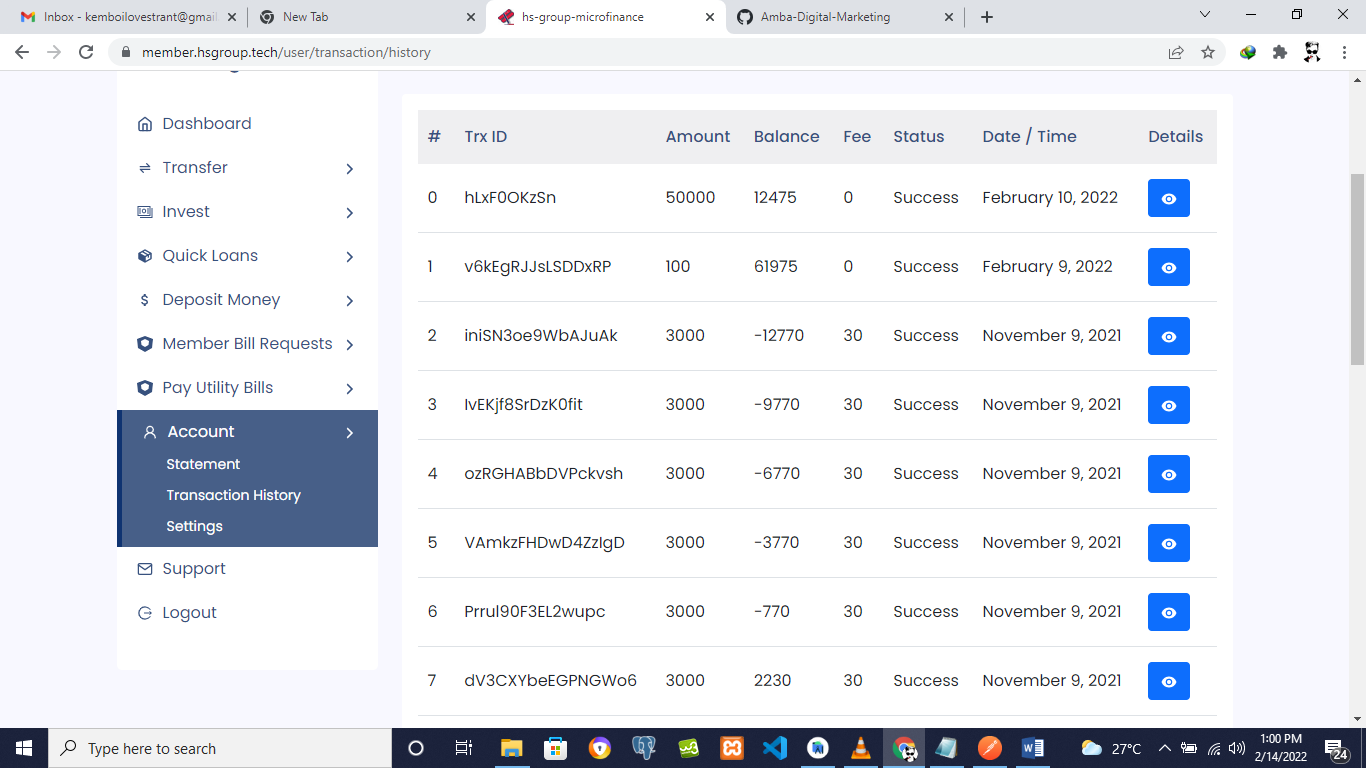 Inbox - kemboilovestrant@gmai
New Tab
hs-group-microfinance
Amba-Digital-Marketing
member.hsgroup.tech/user/transaction/history
Dashboard
Transfer
Invest
Quick Loans
Deposit Money
Member Bill Requests
Pay Utility Bills
Account
Statement
Transaction History
Settings
Support
Logout
# Trx ID Amount Balance Fee Status Date / Time Details
0 hLxF0OKzSn 50000 12475 0 Success February 10, 2022
1 v6kEgRJJsLSDDxRP 100 61975 0 Success February 9, 2022
2 iniSN3oe9WbAJuAk 3000 -12770 30 Success November 9, 2021
3 IvEKjf8SrDzK0fit 3000 -9770 30 Success November 9, 2021
4 ozRGHABbDVPckvsh 3000 -6770 30 Success November 9, 2021
5 VAmkzFHDwD4ZzIgD 3000 -3770 30 Success November 9, 2021
6 Prrul90F3EL2wupc 3000 -770 30 Success November 9, 2021
7 dV3CXYbeEGPNGWo6 3000 2230 30 Success November 9, 2021
Type here to search
27°C
1:00 PM
2/14/2022
24